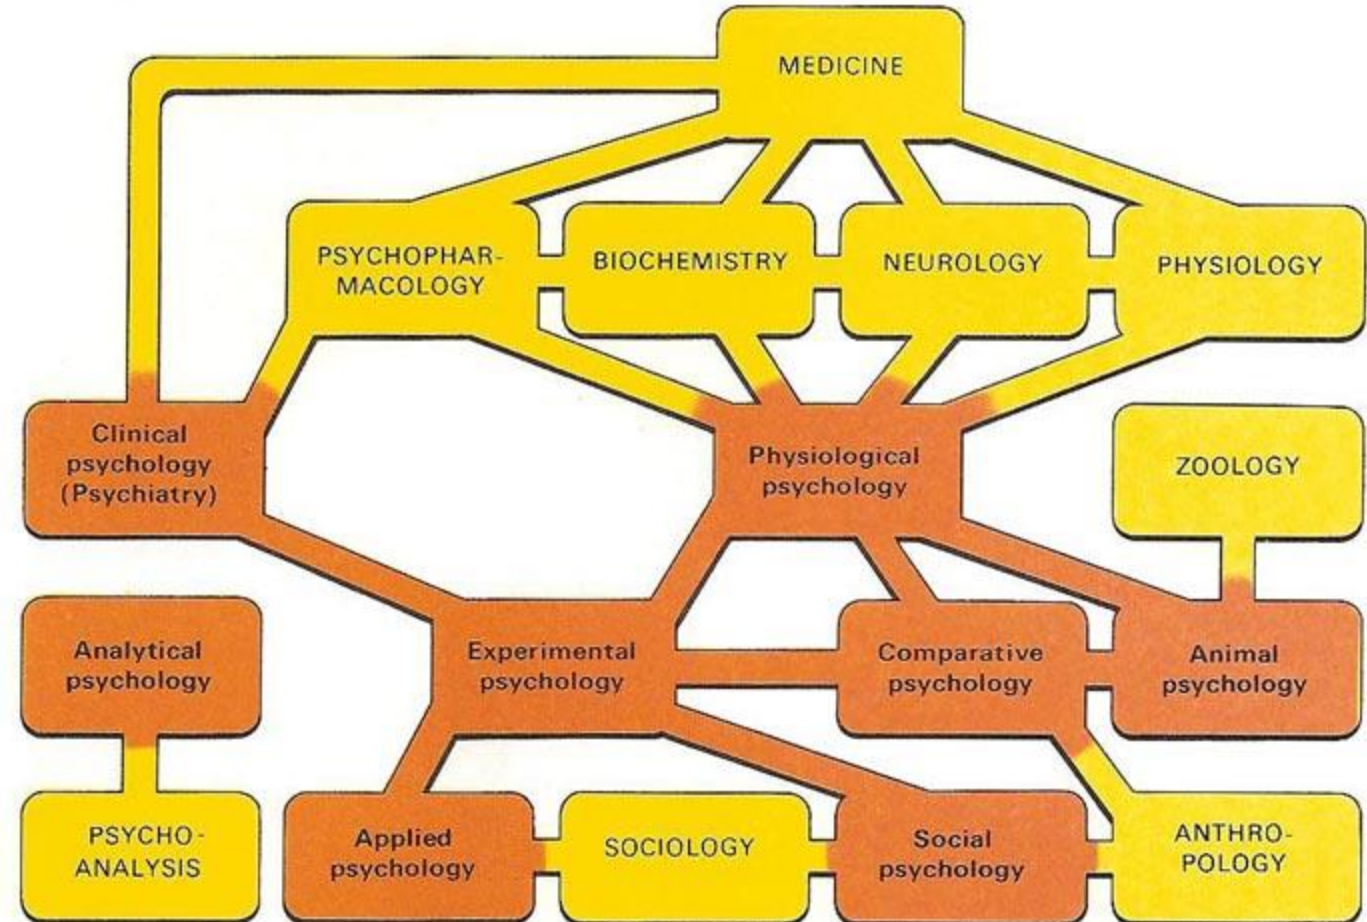 MEDICINE
PSYCHOPHAR-
MACOLOGY
BIOCHEMISTRY
NEUROLOGY
PHYSIOLOGY
Clinical
psychology
(Psychiatry)
Physiological
psychology
ZOOLOGY
Analytical
psychology
Experimental
psychology
Comparative
psychology
Animal
psychology
PSYCHO-
ANALYSIS
Applied
psychology
SOCIOLOGY
Social
psychology
ANTHRO-
POLOGY